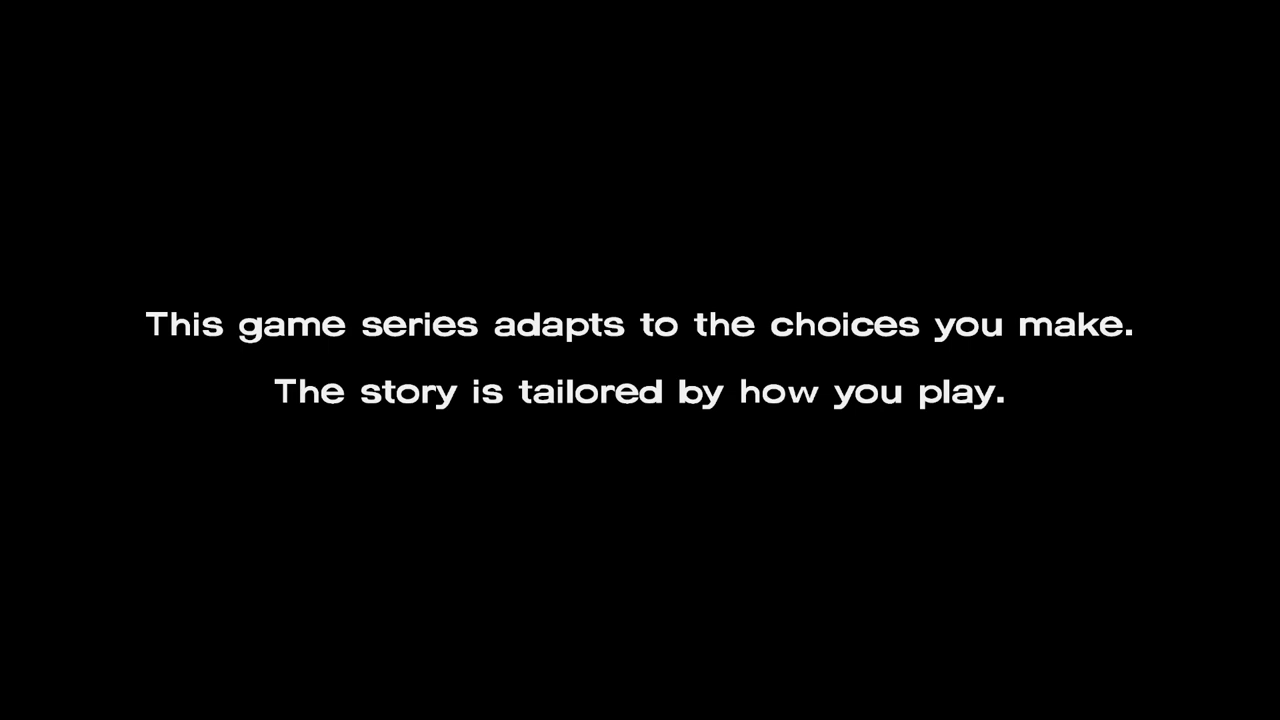 This game series adapts to the choices you make.
The story is tailored by how you play.